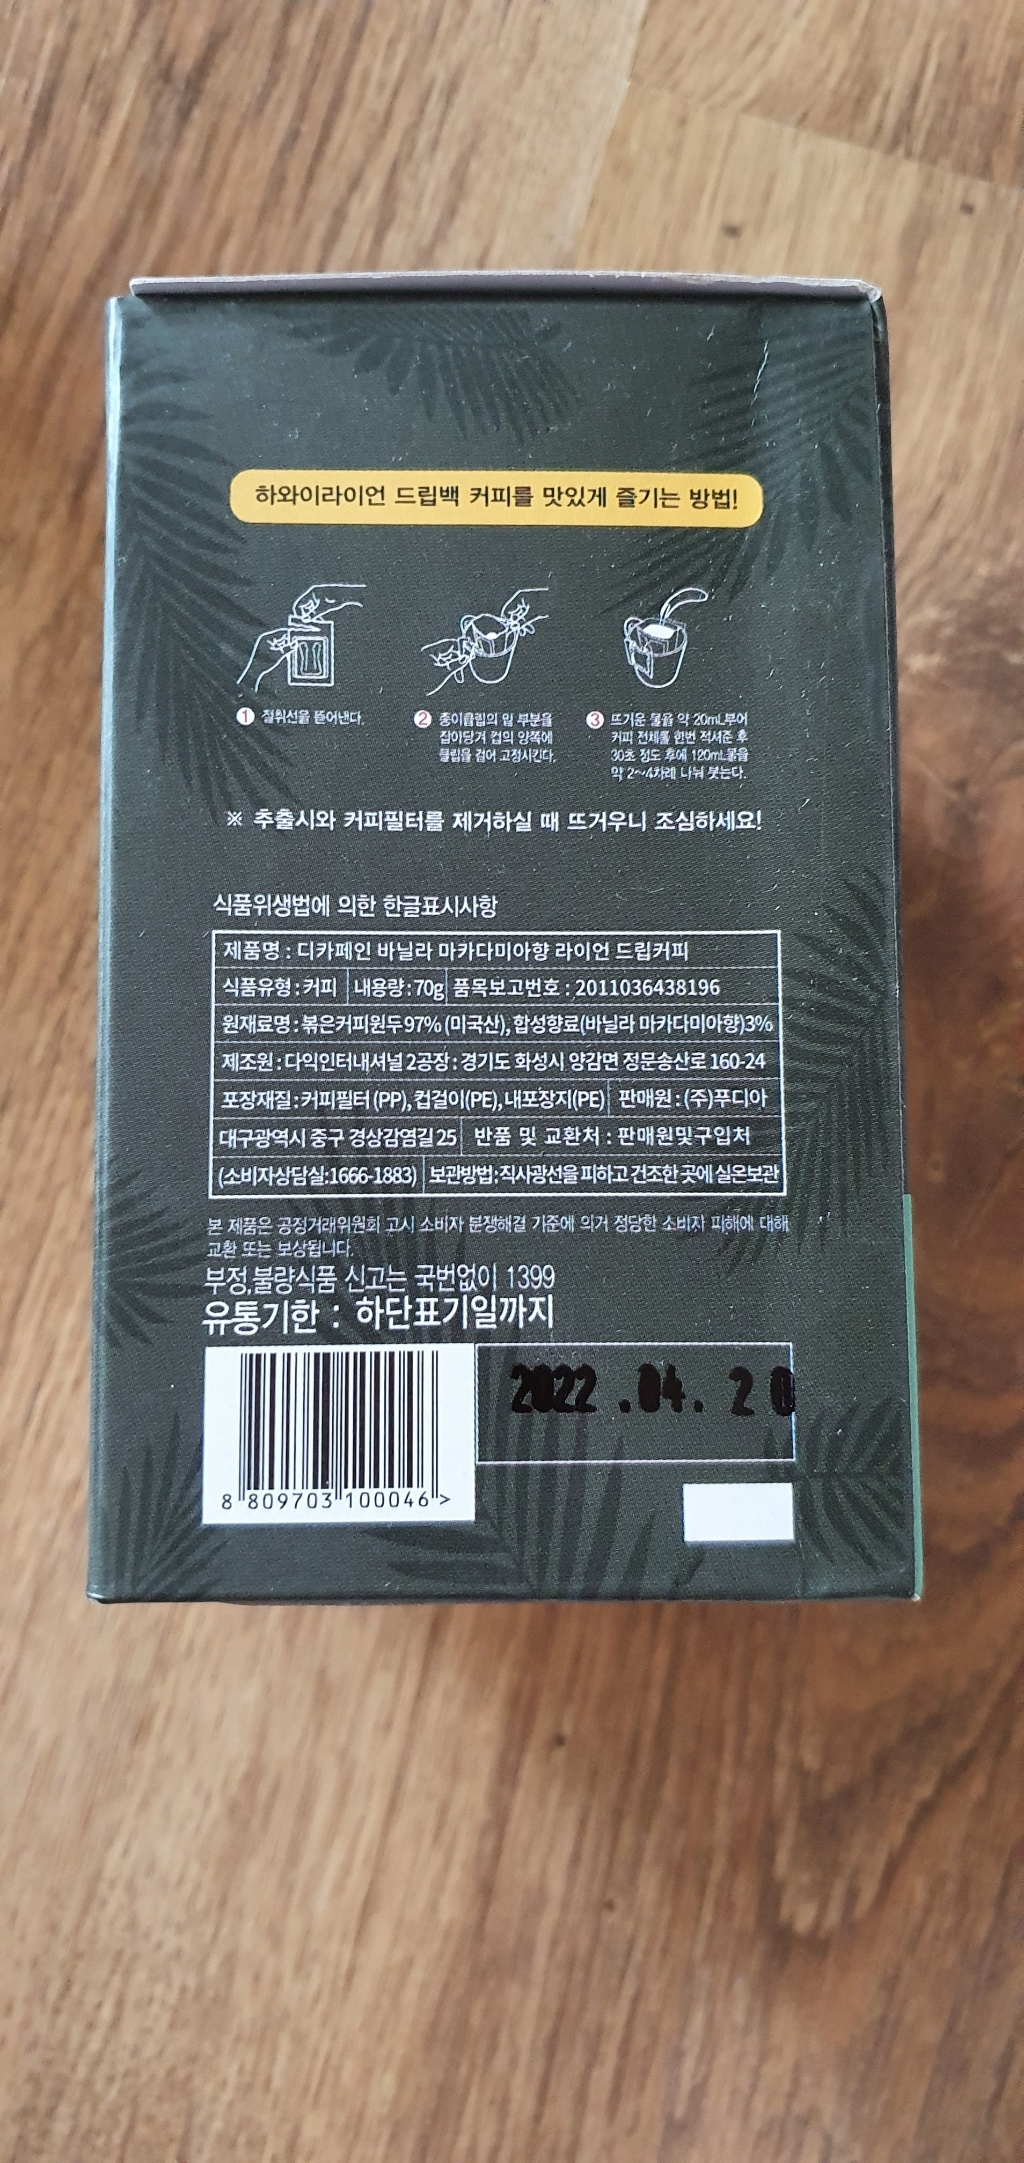 하와이라이언 드립백 커피를 맛있게 즐기는 방법!
1 절취선을 뜯어낸다.
2 종이클립의 밑 부분을
잡아당겨 컵의 양쪽에
클립을 걸어 고정시킨다.
3 뜨거운 물을 약 20mL부어
커피 전체를 한번 적셔준 후
30초 정도 후에 120mL물을
약 2~4차례 나눠 붓는다.
※ 추출시와 커피필터를 제거하실 때 뜨거우니 조심하세요!
식품위생법에 의한 한글표시사항
제품명 : 디카페인 바닐라 마카다미아향 라이언 드립커피
식품유형 : 커피 내용량 : 70g 품목보고번호 : 2011036438196
원재료명 : 볶은커피원두 97% (미국산), 합성향료(바닐라 마카다미아향)3%
제조원 : 다익인터내셔널 2공장 : 경기도 화성시 양감면 정문송산로 160-24
포장재질 : 커피필터 (PP), 컵걸이(PE), 내포장지(PE) 판매원 : (주)푸디아
대구광역시 중구 경상감영길 25 반품 및 교환처 : 판매원및구입처
(소비자상담실:1666-1883) 보관방법 : 직사광선을 피하고 건조한 곳에 실온보관
본 제품은 공정거래위원회 고시 소비자 분쟁해결 기준에 의거 정당한 소비자 피해에 대해
교환 또는 보상됩니다.
부정,불량식품 신고는 국번없이 1399
유통기한 : 하단표기일까지
2022 .04. 20
8 809703 100046 >